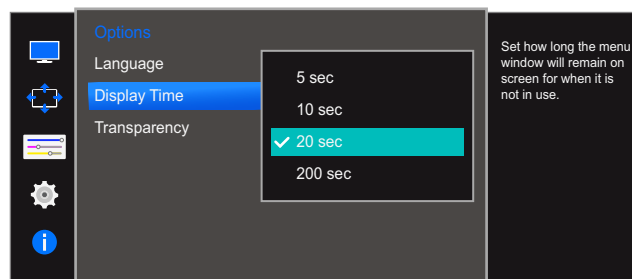 Options
Language
Display Time
Transparency
5 sec
10 sec
20 sec
200 sec
Set how long the menu
window will remain on
screen for when it is
not in use.